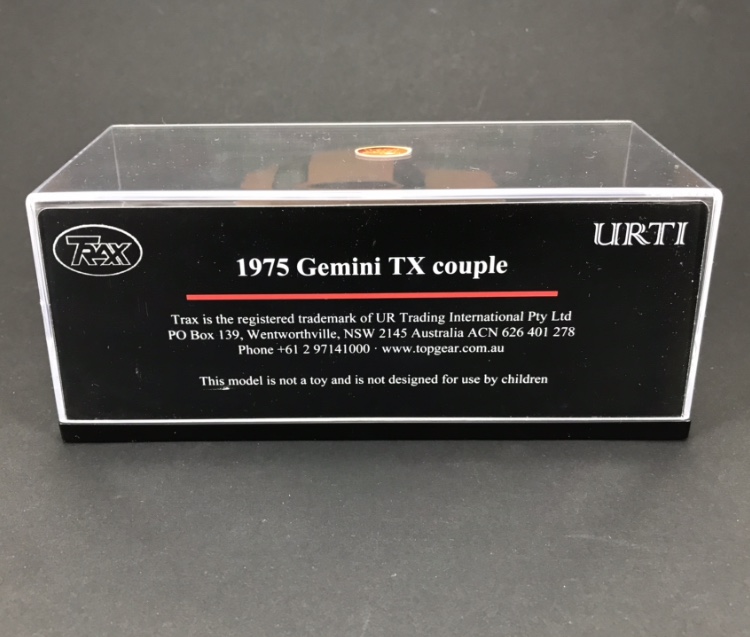 TRAX
URTI
1975 Gemini TX couple
Trax is the registered trademark of UR Trading International Pty Ltd
PO Box 139, Wentworthville, NSW 2145 Australia ACN 626 401 278
Phone +61 2 97141000 · www.topgear.com.au
This model is not a toy and is not designed for use by children